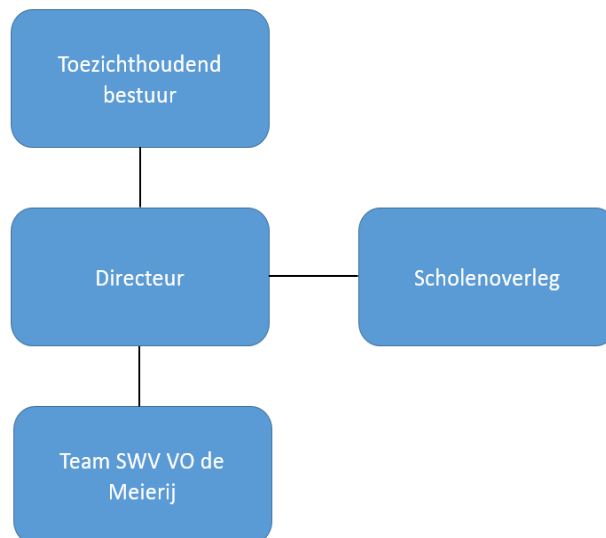 Toezichthoudend
bestuur
Directeur
Scholenoverleg
Team SWV VO de
Meierij